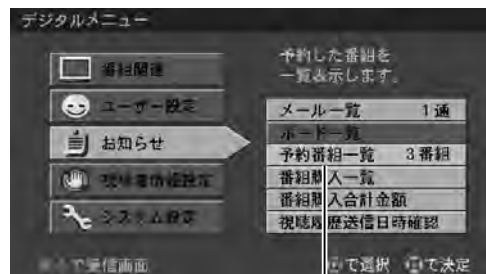 デジタルメニュー
番組関連
ユーザー設定
お知らせ
視聴者情報設定
システム設定
予約した番組を
一覧表示します。
メール一覧 1通
ボード一覧
予約番組一覧 3番組
番組購入一覧
番組購入合計金額
視聴履歴送信日時確認
で受信画面
で選択 で決定